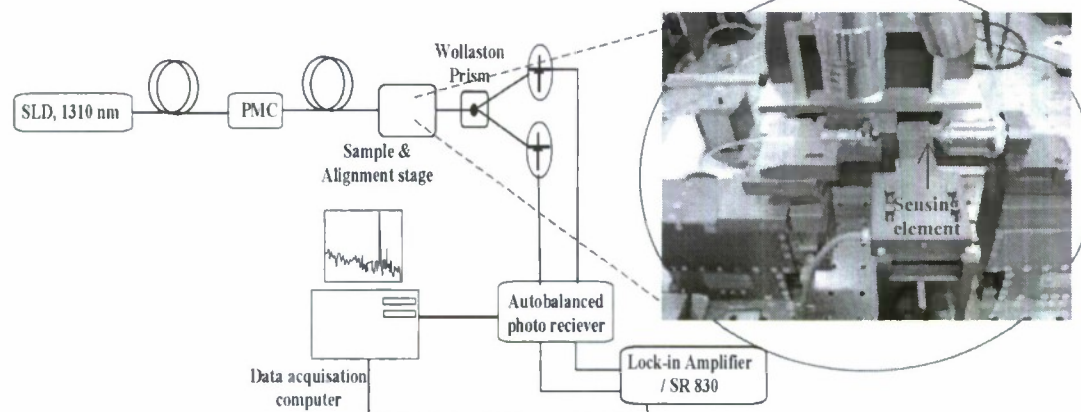 Wollaston
Prism
SLD, 1310 nm
PMC
Sample &
Alignment stage
Sensing
element
Autobalanced
photo reciever
Data acquisation
computer
Lock-in Amplifier
/ SR 830